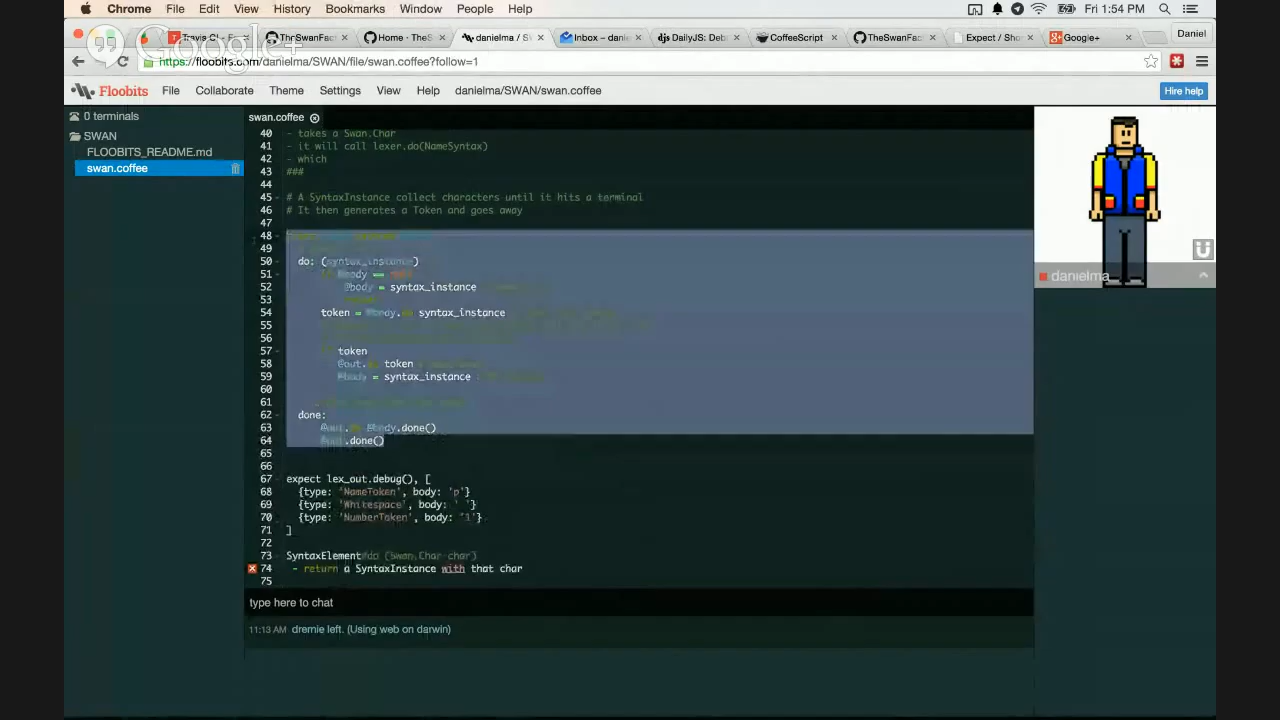 Chrome File Edit View History Bookmarks Window People Help Fri 1:54 PM
Travis CI ThrSwanFac Home · TheS danielma / S Inbox – daniel DailyJS: Deb CoffeeScript TheSwanFac Expect / Sho Google+ Daniel
Google+
https://floobits.com/danielma/SWAN/file/swan.coffee?follow=1
Floobits File Collaborate Theme Settings View Help danielma/SWAN/swan.coffee Hire help
0 terminals
SWAN
FLOOBITS_README.md
swan.coffee
swan.coffee
40 - takes a Swan.Char
41 - it will call lexer.do(NameSyntax)
42 - which
43 ###
44
45 # A SyntaxInstance collect characters until it hits a terminal
46 # It then generates a Token and goes away
47
48
49
50 do: (syntax_instance)
51 @body ==
52 @body = syntax_instance
53
54 token = @body. syntax_instance
55
56
57 token
58 @out. token
59 @body = syntax_instance
60
61
62 done:
63 @out. @body.done()
64 @out.done()
65
66
67 expect lex_out.debug(), [
68 {type: 'NameToken', body: 'p'}
69 {type: 'Whitespace', body: ' '}
70 {type: 'NumberToken', body: '1'}
71 ]
72
73 SyntaxElement#do (Swan.Char char)
74 - return a SyntaxInstance with that char
75
type here to chat
11:13 AM dremie left. (Using web on darwin)
danielma